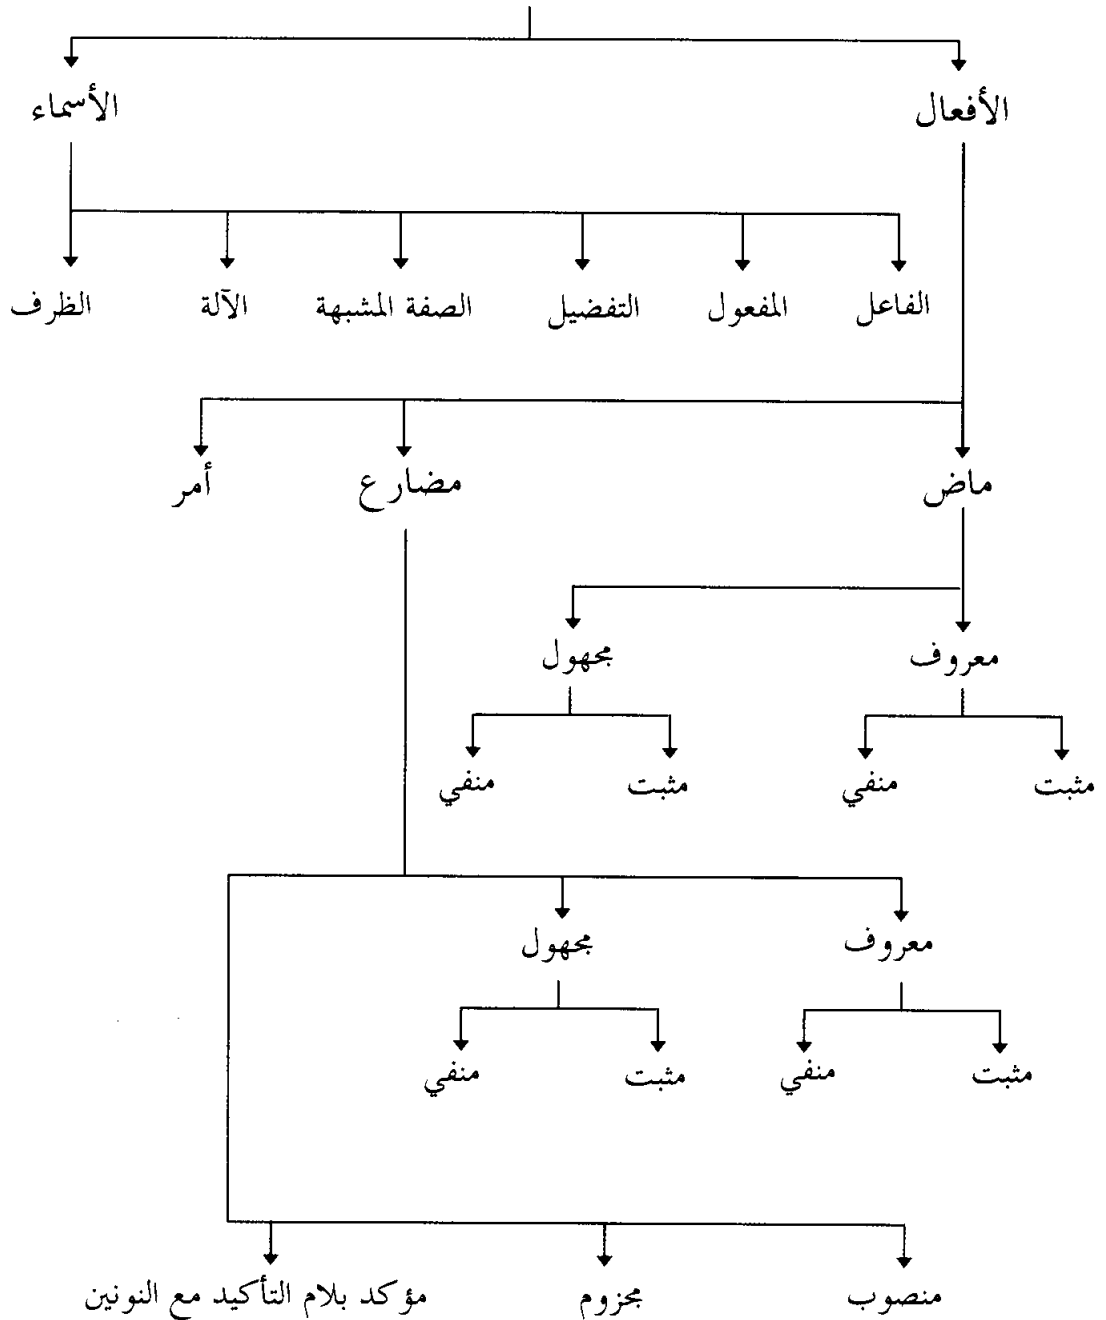 الأفعال الأسماء
الفاعل المفعول التفضيل الصفة المشبهة الآلة الظرف
ماض مضارع أمر
معروف مجهول
مثبت منفي مثبت منفي
معروف مجهول
مثبت منفي مثبت منفي
منصوب مجزوم مؤكد بلام التأكيد مع النونين